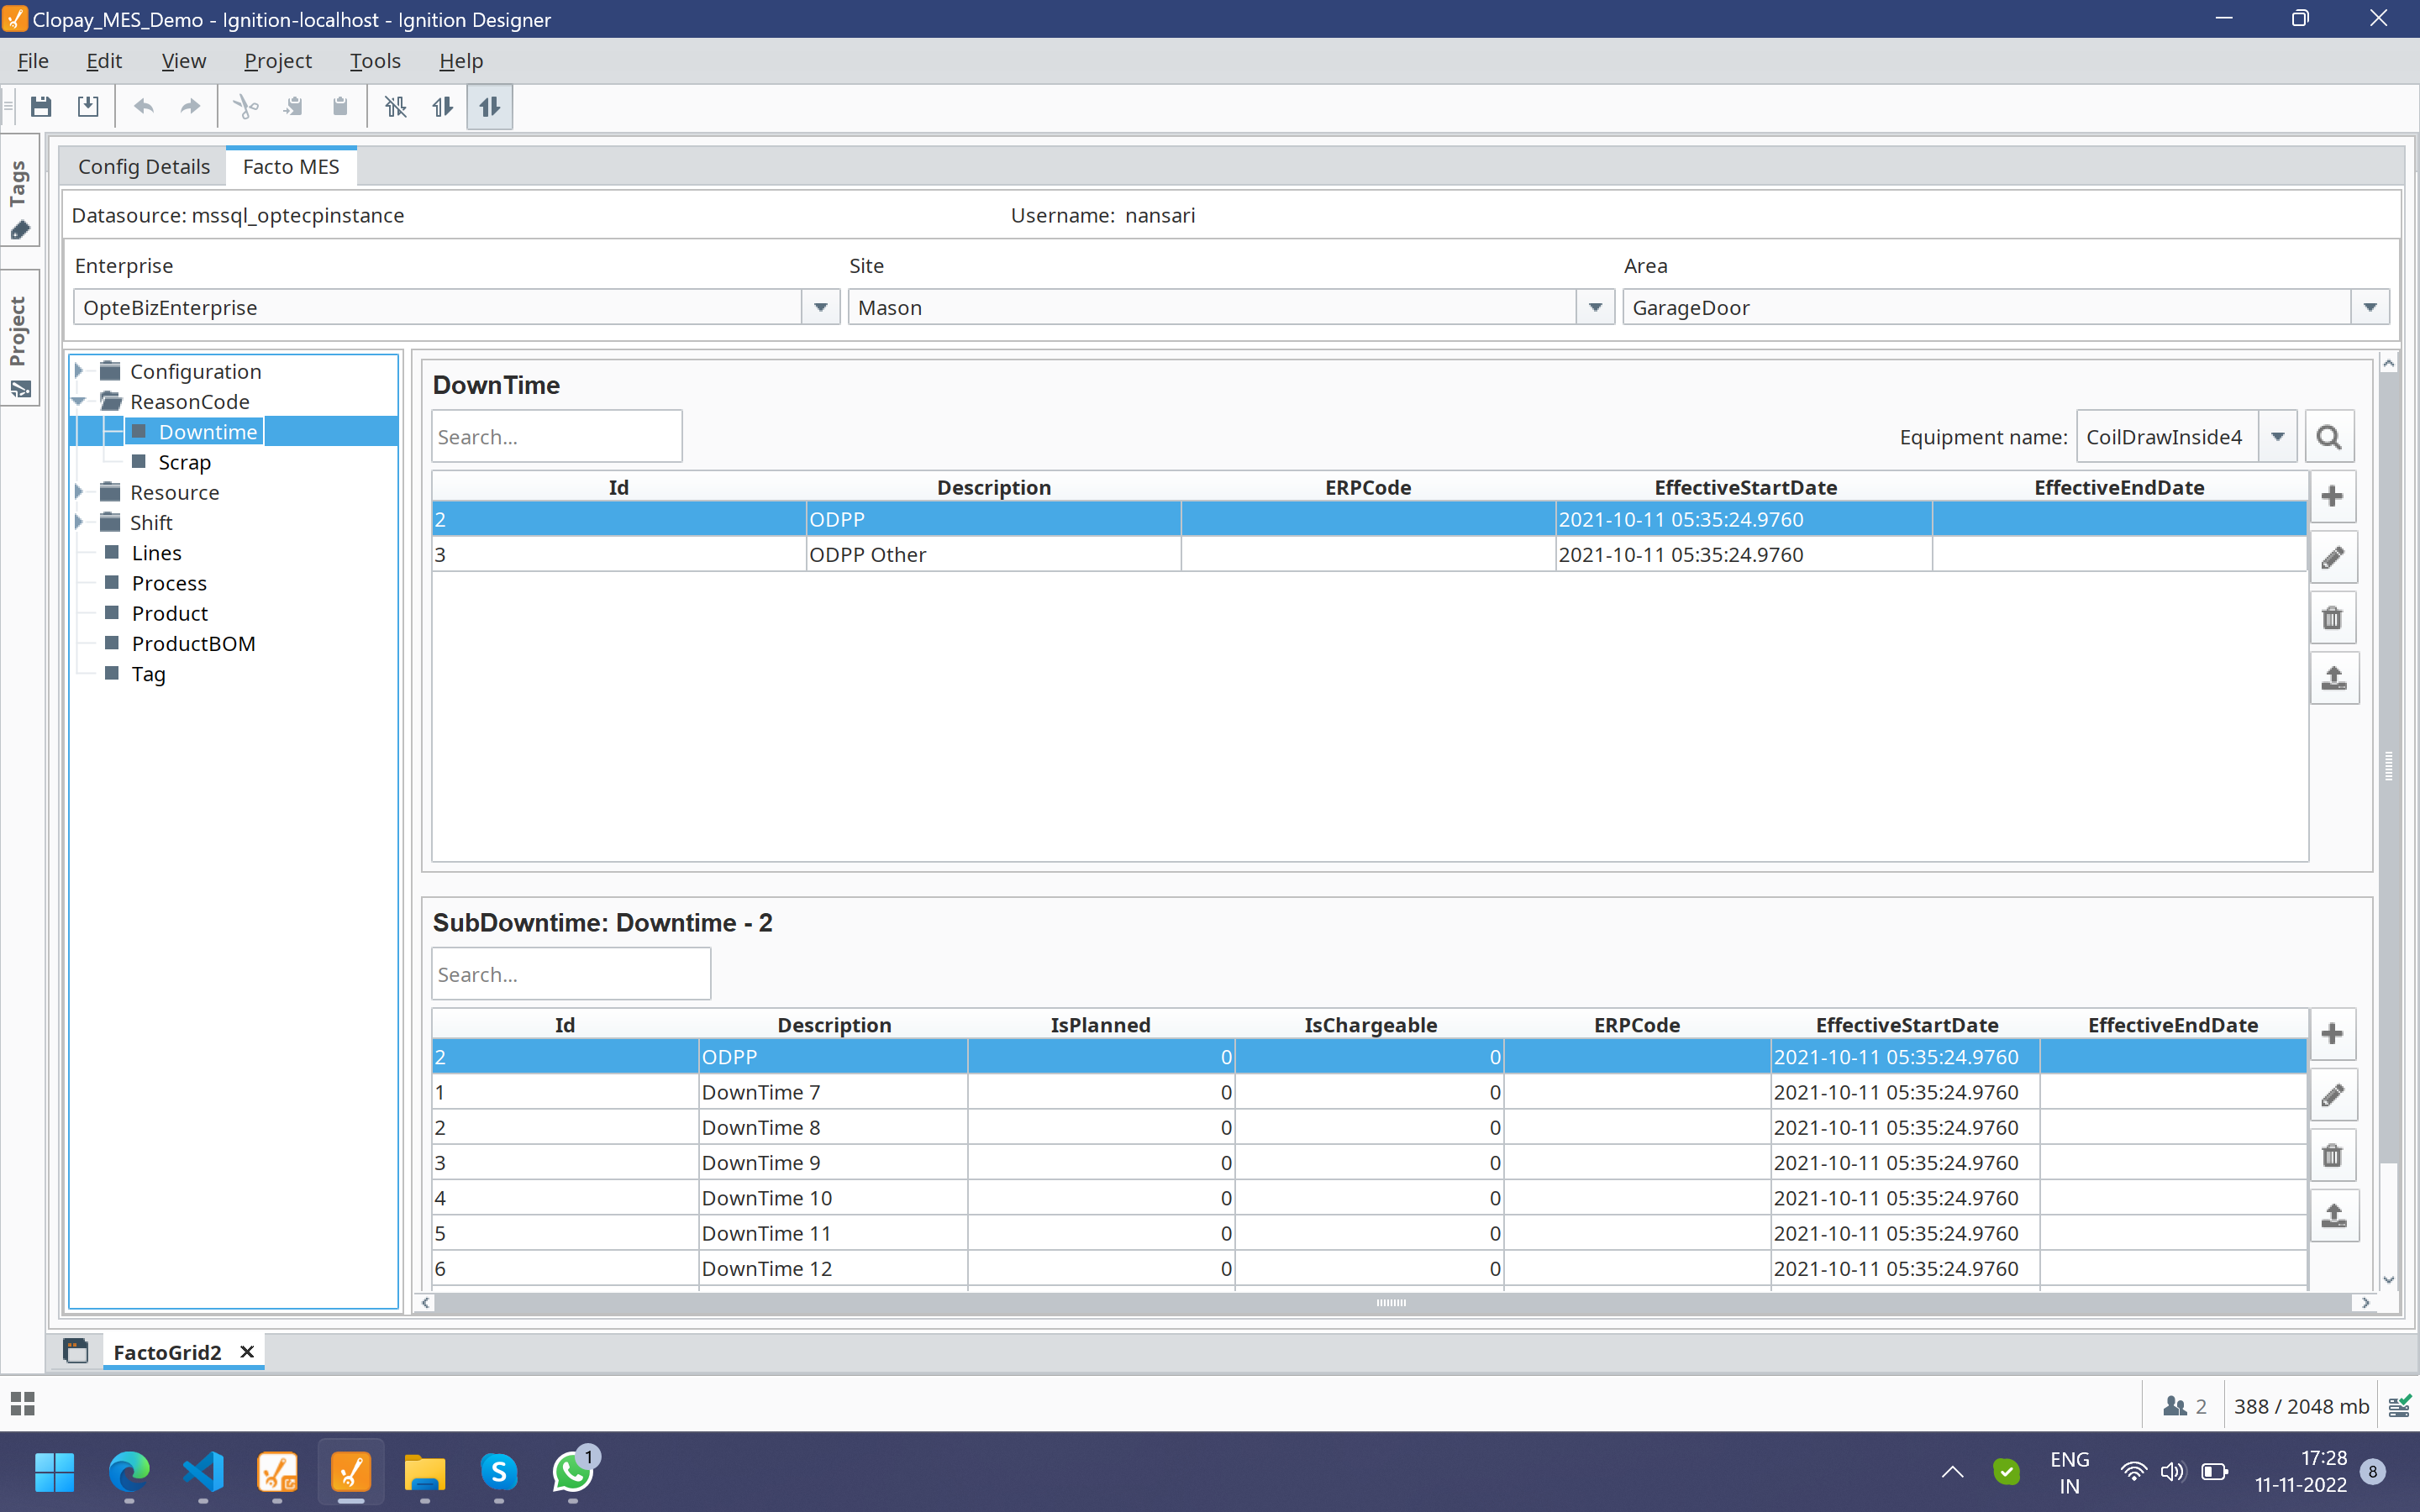 Clopay_MES_Demo - Ignition-localhost - Ignition Designer
File Edit View Project Tools Help
Tags
Project
Config Details Facto MES
Datasource: mssql_optecpinstance Username: nansari
Enterprise Site Area
OpteBizEnterprise Mason GarageDoor
Configuration
ReasonCode
Downtime
Scrap
Resource
Shift
Lines
Process
Product
ProductBOM
Tag
DownTime
Search... Equipment name: CoilDrawInside4
Id Description ERPCode EffectiveStartDate EffectiveEndDate
2 ODPP 2021-10-11 05:35:24.9760
3 ODPP Other 2021-10-11 05:35:24.9760
SubDowntime: Downtime - 2
Search...
Id Description IsPlanned IsChargeable ERPCode EffectiveStartDate EffectiveEndDate
2 ODPP 0 0 2021-10-11 05:35:24.9760
1 DownTime 7 0 0 2021-10-11 05:35:24.9760
2 DownTime 8 0 0 2021-10-11 05:35:24.9760
3 DownTime 9 0 0 2021-10-11 05:35:24.9760
4 DownTime 10 0 0 2021-10-11 05:35:24.9760
5 DownTime 11 0 0 2021-10-11 05:35:24.9760
6 DownTime 12 0 0 2021-10-11 05:35:24.9760
FactoGrid2
2 388 / 2048 mb
S 1
ENG
IN
17:28
11-11-2022
8